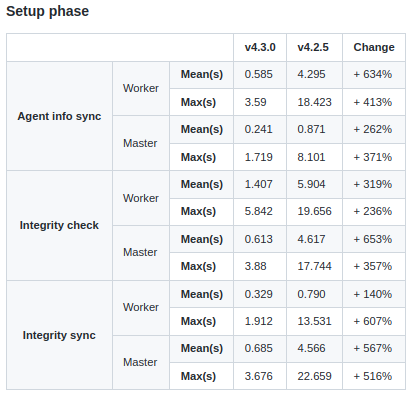 Setup phase
v4.3.0 v4.2.5 Change
Agent info sync Worker Mean(s) 0.585 4.295 + 634%
Max(s) 3.59 18.423 + 413%
Master Mean(s) 0.241 0.871 + 262%
Max(s) 1.719 8.101 + 371%
Integrity check Worker Mean(s) 1.407 5.904 + 319%
Max(s) 5.842 19.656 + 236%
Master Mean(s) 0.613 4.617 + 653%
Max(s) 3.88 17.744 + 357%
Integrity sync Worker Mean(s) 0.329 0.790 + 140%
Max(s) 1.912 13.531 + 607%
Master Mean(s) 0.685 4.566 + 567%
Max(s) 3.676 22.659 + 516%